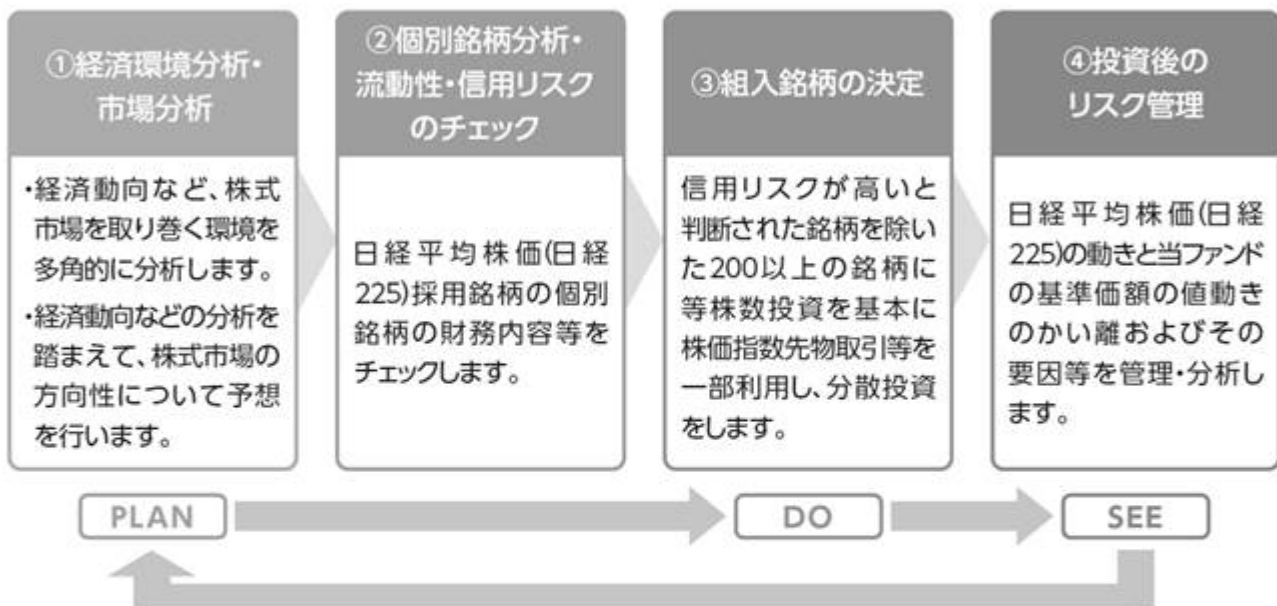 ①経済環境分析・
市場分析
・経済動向など、株式
市場を取り巻く環境を
多角的に分析します。
・経済動向などの分析を
踏まえて、株式市場の
方向性について予想
を行います。
②個別銘柄分析・
流動性・信用リスク
のチェック
日経平均株価(日経
225)採用銘柄の個別
銘柄の財務内容等を
チェックします。
③組入銘柄の決定
信用リスクが高いと
判断された銘柄を除い
た200以上の銘柄に
等株数投資を基本に
株価指数先物取引等を
一部利用し、分散投資
をします。
④投資後の
リスク管理
日経平均株価(日経
225)の動きと当ファンド
の基準価額の値動き
のかい離およびその
要因等を管理・分析し
ます。
PLAN
DO
SEE